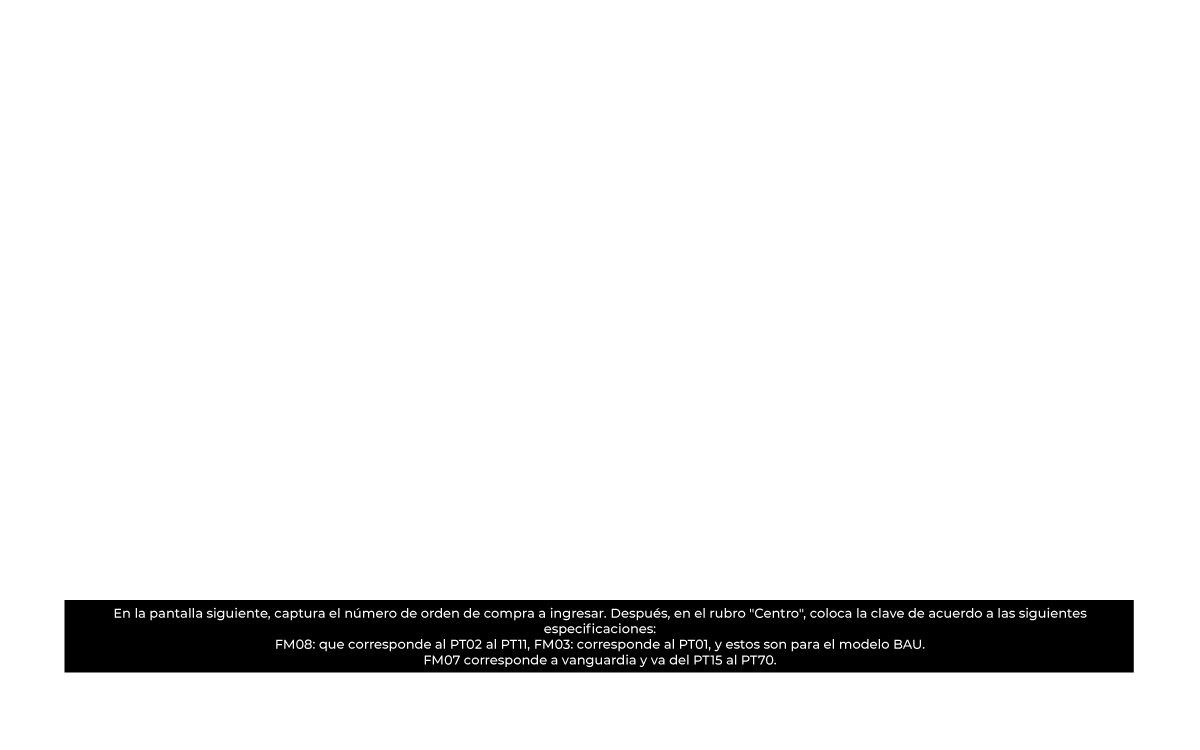 En la pantalla siguiente, captura el número de orden de compra a ingresar. Después, en el rubro "Centro", coloca la clave de acuerdo a las siguientes
especificaciones:
FM08: que corresponde al PT02 al PT11, FM03: corresponde al PT01, y estos son para el modelo BAU.
FM07 corresponde a vanguardia y va del PT15 al PT70.